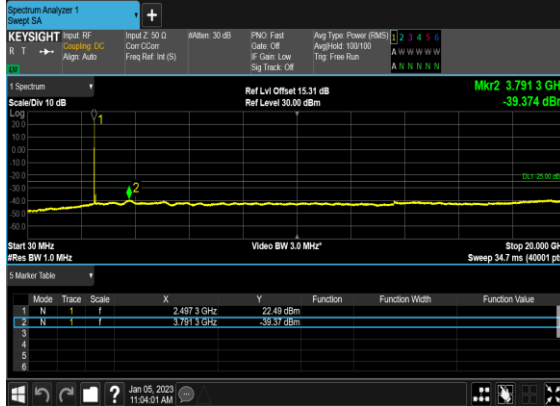 Spectrum Analyzer 1
Swept SA
+
KEYSIGHT Input: RF Input Z: 50 Ω #Atten: 30 dB PNO: Fast Avg Type: Power (RMS) 1 2 3 4 5 6
R T Coupling: DC Corr CCorr Gate: Off Avg|Hold: 100/100 A W W W W W
Align: Auto Freq Ref: Int (S) IF Gain: Low Trig: Free Run
Sig Track: Off A N N N N N
1 Spectrum Ref Lvl Offset 15.31 dB Mkr2 3.791 3 GH
Scale/Div 10 dB Ref Level 30.00 dBm -39.374 dBr
Log
20.0
10.0
0.00
-10.0
-20.0
-30.0
-40.0
-50.0
-60.0
1
2
DL1 -25.00 dB
Start 30 MHz Video BW 3.0 MHz* Stop 20.000 GH
#Res BW 1.0 MHz Sweep 34.7 ms (40001 pt
5 Marker Table
Mode Trace Scale X Y Function Function Width Function Value
1 N 1 f 2.497 3 GHz 22.49 dBm
2 N 1 f 3.791 3 GHz -39.37 dBm
3
4
5
6
? Jan 05, 2023
11:04:01 AM